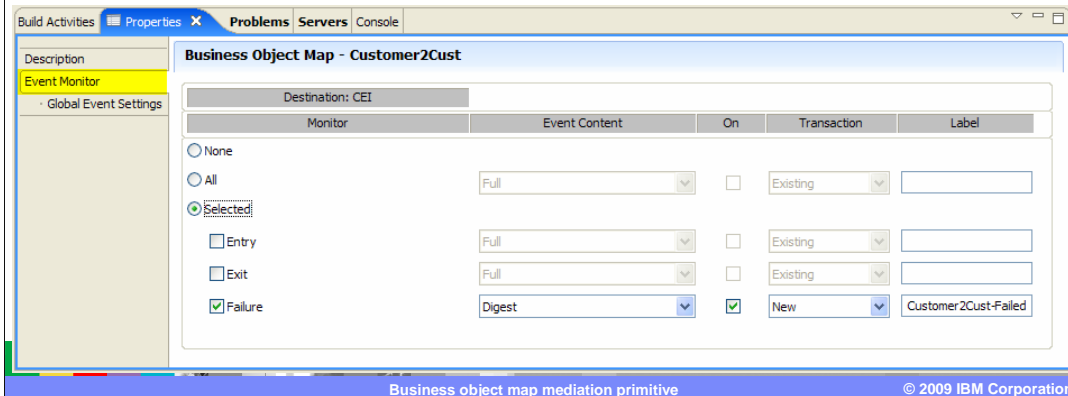 Build Activities Properties Problems Servers Console
Description
Event Monitor
Global Event Settings
Business Object Map - Customer2Cust
Destination: CEI
Monitor Event Content On Transaction Label
None
All Full Existing
Selected
Entry Full Existing
Exit Full Existing
Failure Digest New Customer2Cust-Failed
Business object map mediation primitive © 2009 IBM Corporation